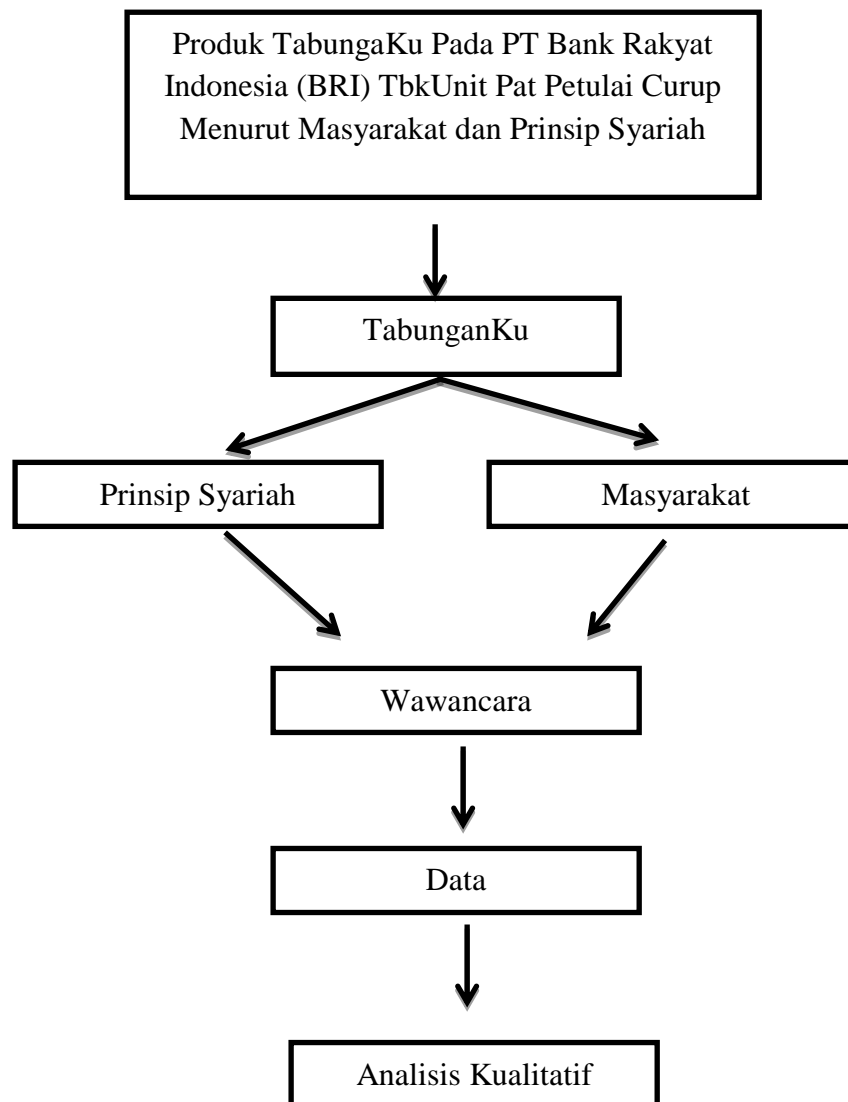 Produk TabungaKu Pada PT Bank Rakyat
Indonesia (BRI) TbkUnit Pat Petulai Curup
Menurut Masyarakat dan Prinsip Syariah
TabunganKu
Prinsip Syariah
Masyarakat
Wawancara
Data
Analisis Kualitatif